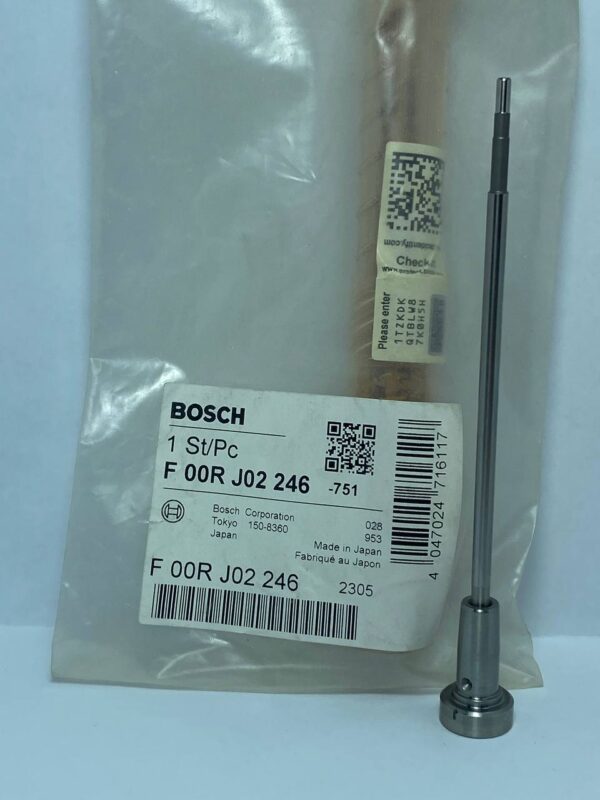 Check
Please enter
1TZKDK
QTBLW8
7K0H5H
BOSCH
1 St/Pc
F 00R J02 246 -751
Bosch Corporation 028
Tokyo 150-8360 953
Japan
Made in Japan
Fabriqué au Japon
F 00R J02 246 2305
4 047024 716117